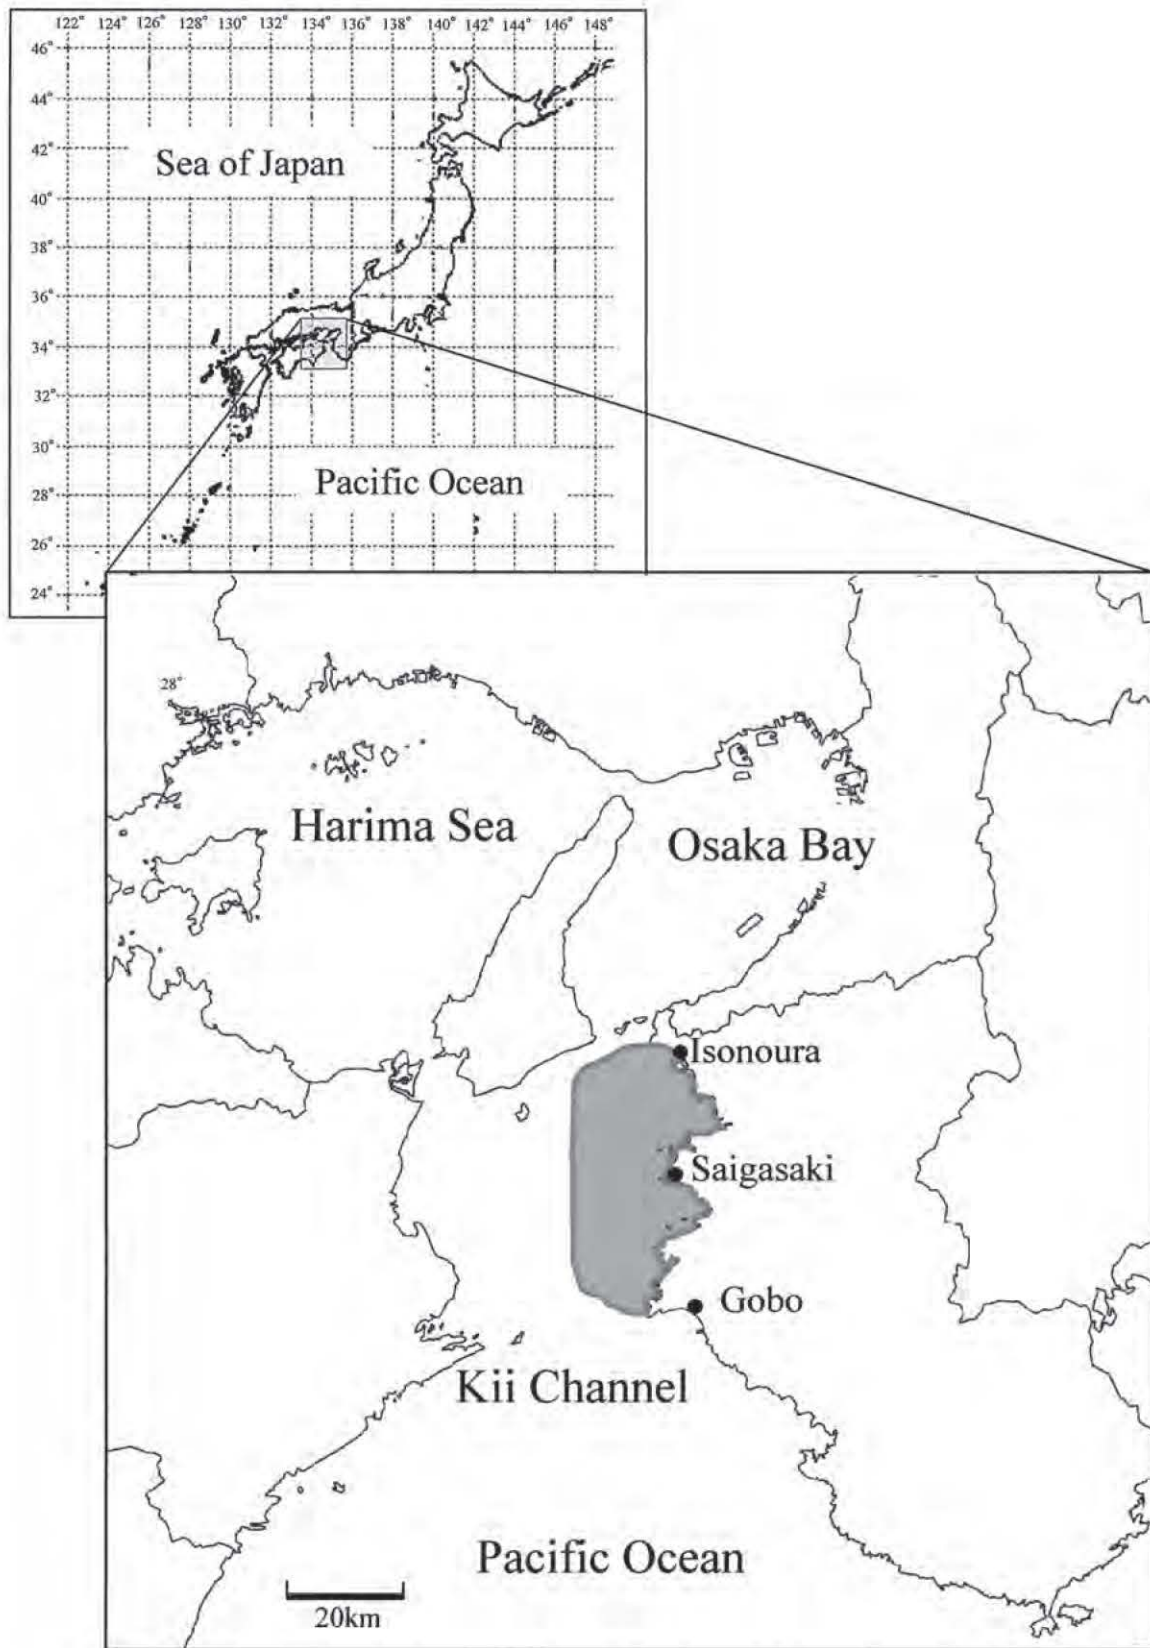 122° 124° 126° 128° 130° 132° 134° 136° 138° 140° 142° 144° 146° 148°
46°
44°
42°
Sea of Japan
40°
38°
36°
34°
32°
30°
Pacific Ocean
28°
26°
24°
28°
Harima Sea
Osaka Bay
Isonoura
Saigasaki
Gobo
Kii Channel
Pacific Ocean
20km